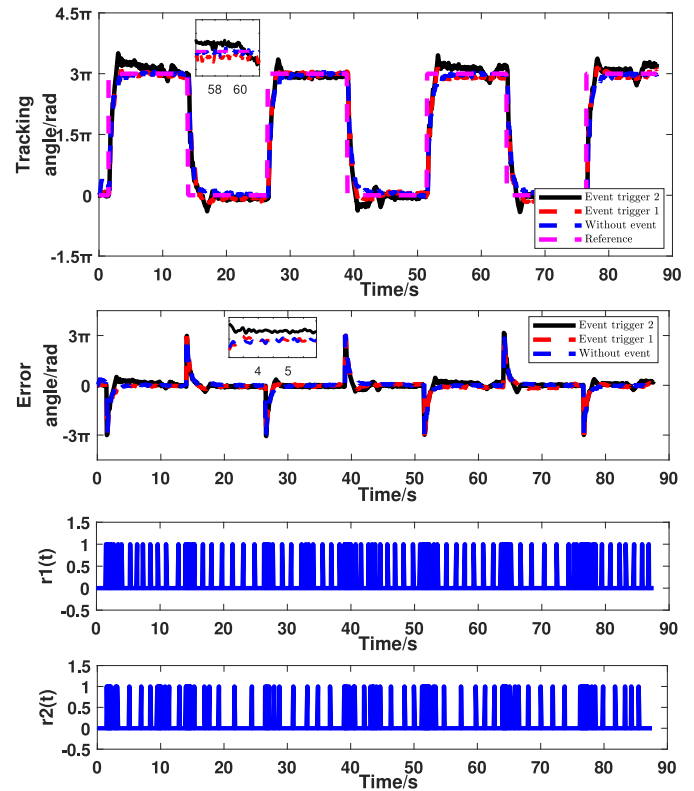 4.5π
3π
1.5π
0
-1.5π
Tracking
angle/rad
58 60
Event trigger 2
Event trigger 1
Without event
Reference
0 10 20 30 40 50 60 70 80 90
Time/s
3π
0
-3π
Error
angle/rad
4 5
Event trigger 2
Event trigger 1
Without event
0 10 20 30 40 50 60 70 80 90
Time/s
1.5
1
0.5
0
-0.5
r1(t)
0 10 20 30 40 50 60 70 80 90
Time/s
1.5
1
0.5
0
-0.5
r2(t)
0 10 20 30 40 50 60 70 80 90
Time/s